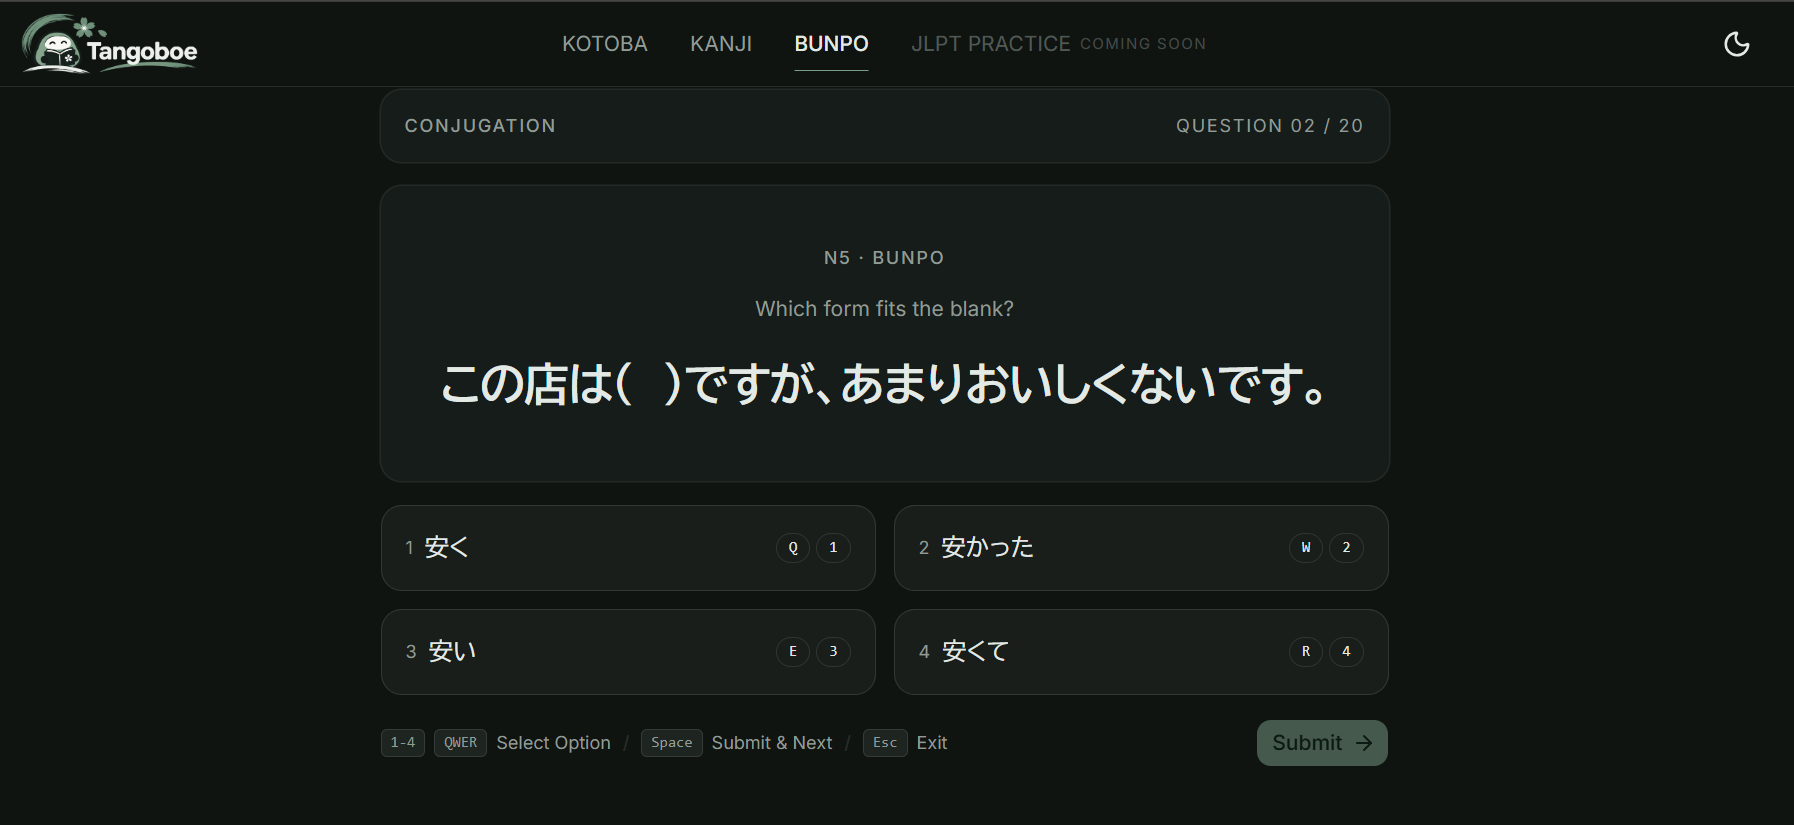 Tangoboe
KOTOBA KANJI BUNPO JLPT PRACTICE COMING SOON
CONJUGATION QUESTION 02 / 20
N5 · BUNPO
Which form fits the blank?
この店は( )ですが、あまりおいしくないです。
1 安く Q 1
2 安かった W 2
3 安い E 3
4 安くて R 4
1-4 QWER Select Option / Space Submit & Next / Esc Exit
Submit →